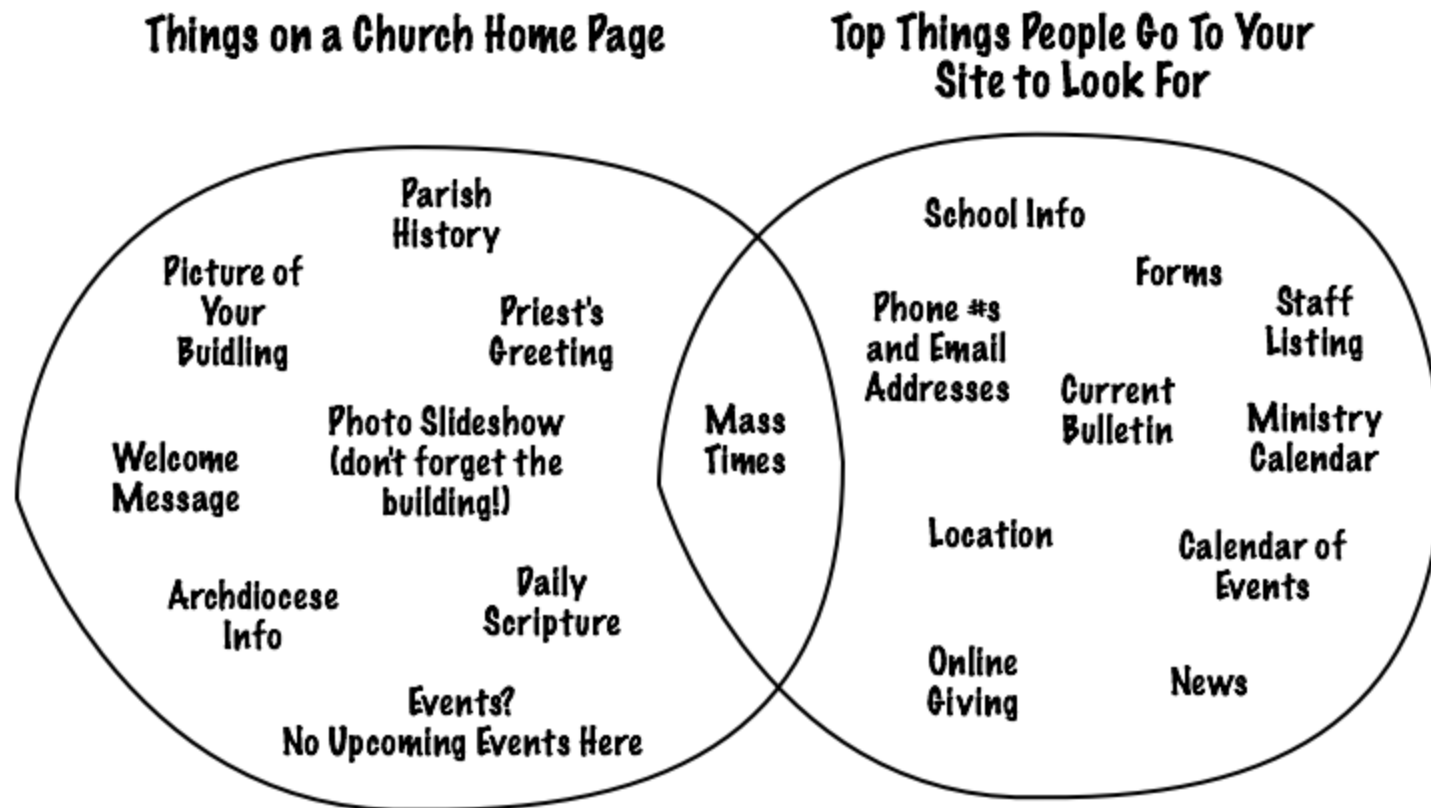 Things on a Church Home Page
Top Things People Go To Your
Site to Look For
Parish
History
Picture of
Your
Buidling
Priest's
Greeting
Photo Slideshow
(don't forget the
building!)
Welcome
Message
Archdiocese
Info
Daily
Scripture
Events?
No Upcoming Events Here
Mass
Times
School Info
Forms
Staff
Listing
Phone #s
and Email
Addresses
Current
Bulletin
Ministry
Calendar
Location
Calendar of
Events
Online
Giving
News